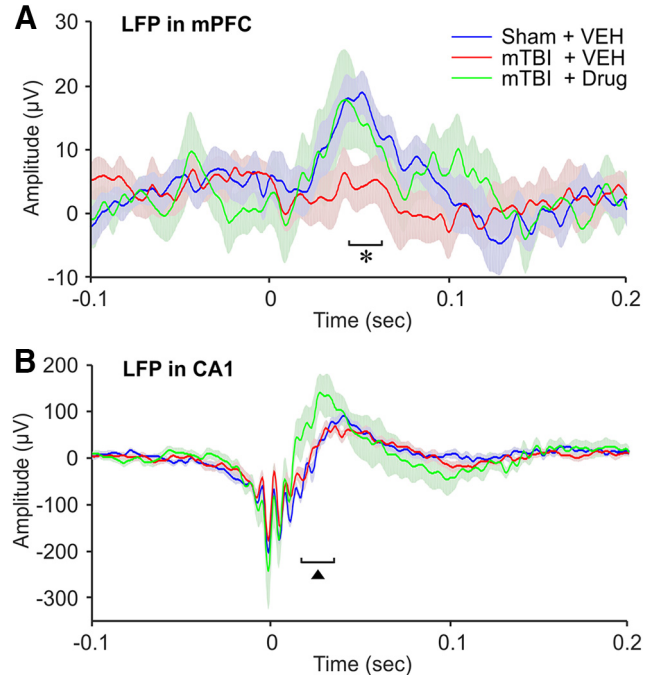 A
LFP in mPFC
Sham + VEH
mTBI + VEH
mTBI + Drug
Amplitude (µV)
30
20
10
0
-10
*
-0.1 0 0.1 0.2
Time (sec)
B
LFP in CA1
Amplitude (µV)
200
100
0
-100
-200
-300
▲
-0.1 0 0.1 0.2
Time (sec)